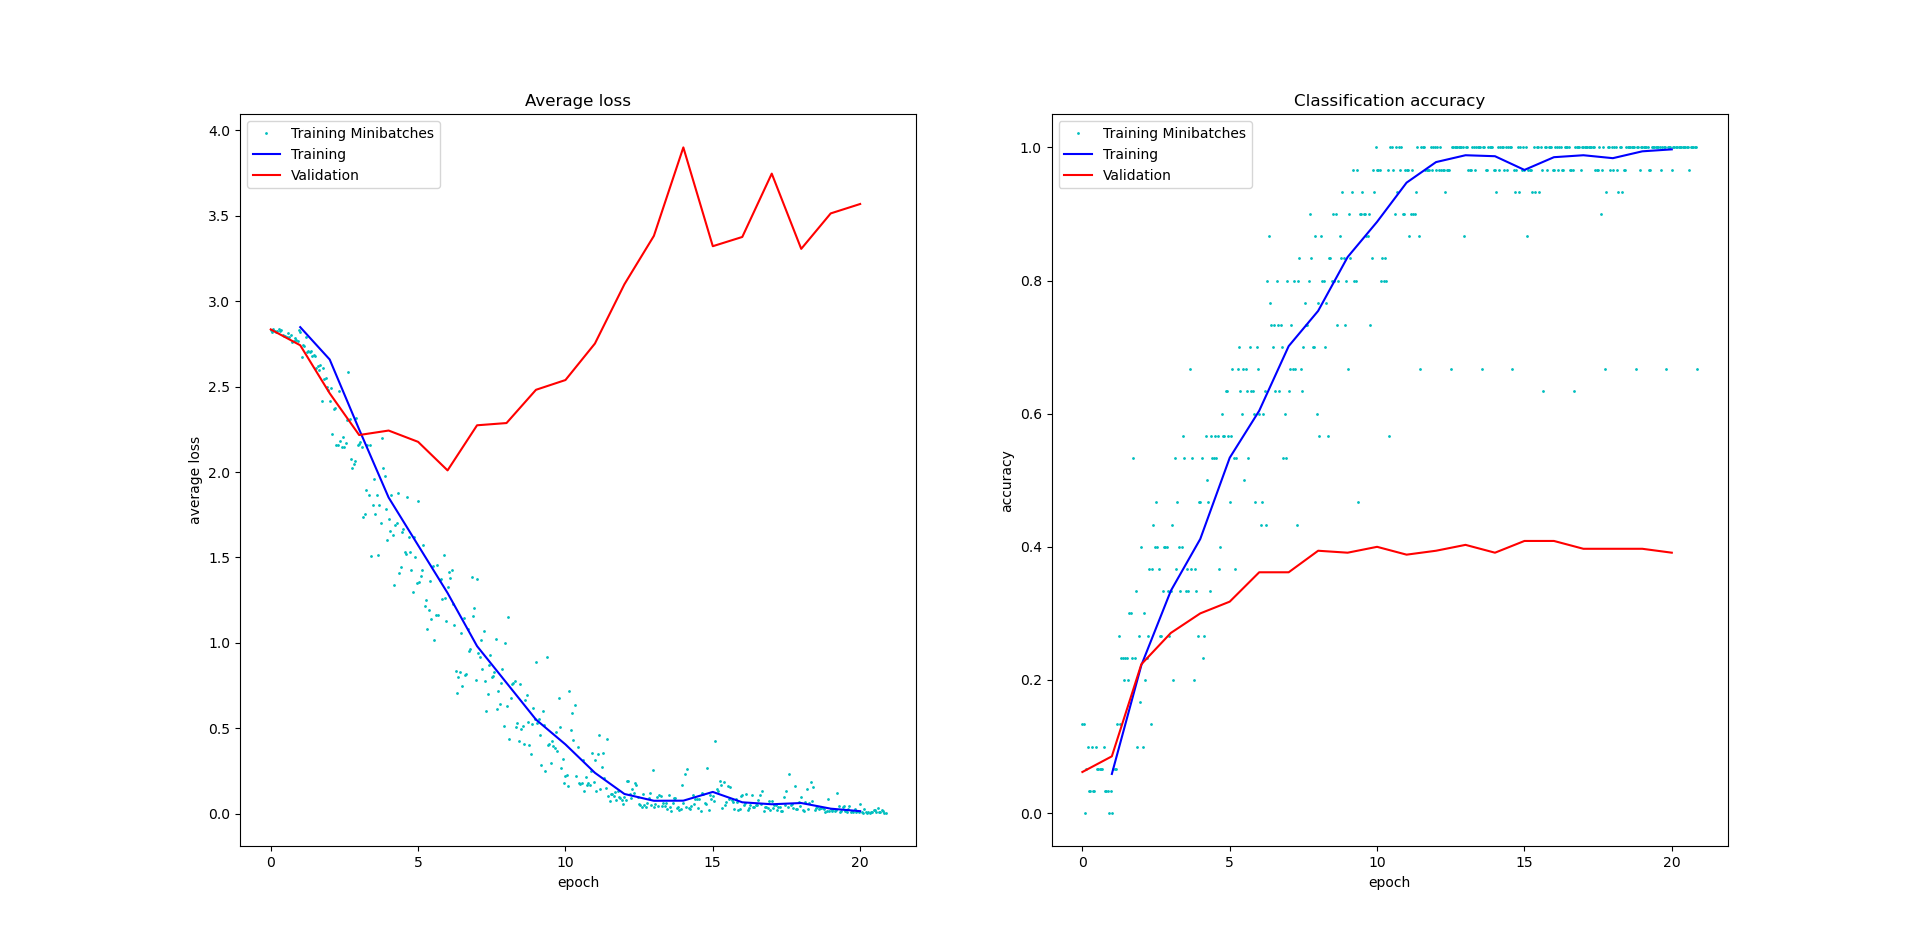 Average loss
Training Minibatches
Training
Validation
4.0
3.5
3.0
2.5
2.0
1.5
1.0
0.5
0.0
average loss
0 5 10 15 20
epoch
Classification accuracy
Training Minibatches
Training
Validation
1.0
0.8
0.6
0.4
0.2
0.0
accuracy
0 5 10 15 20
epoch